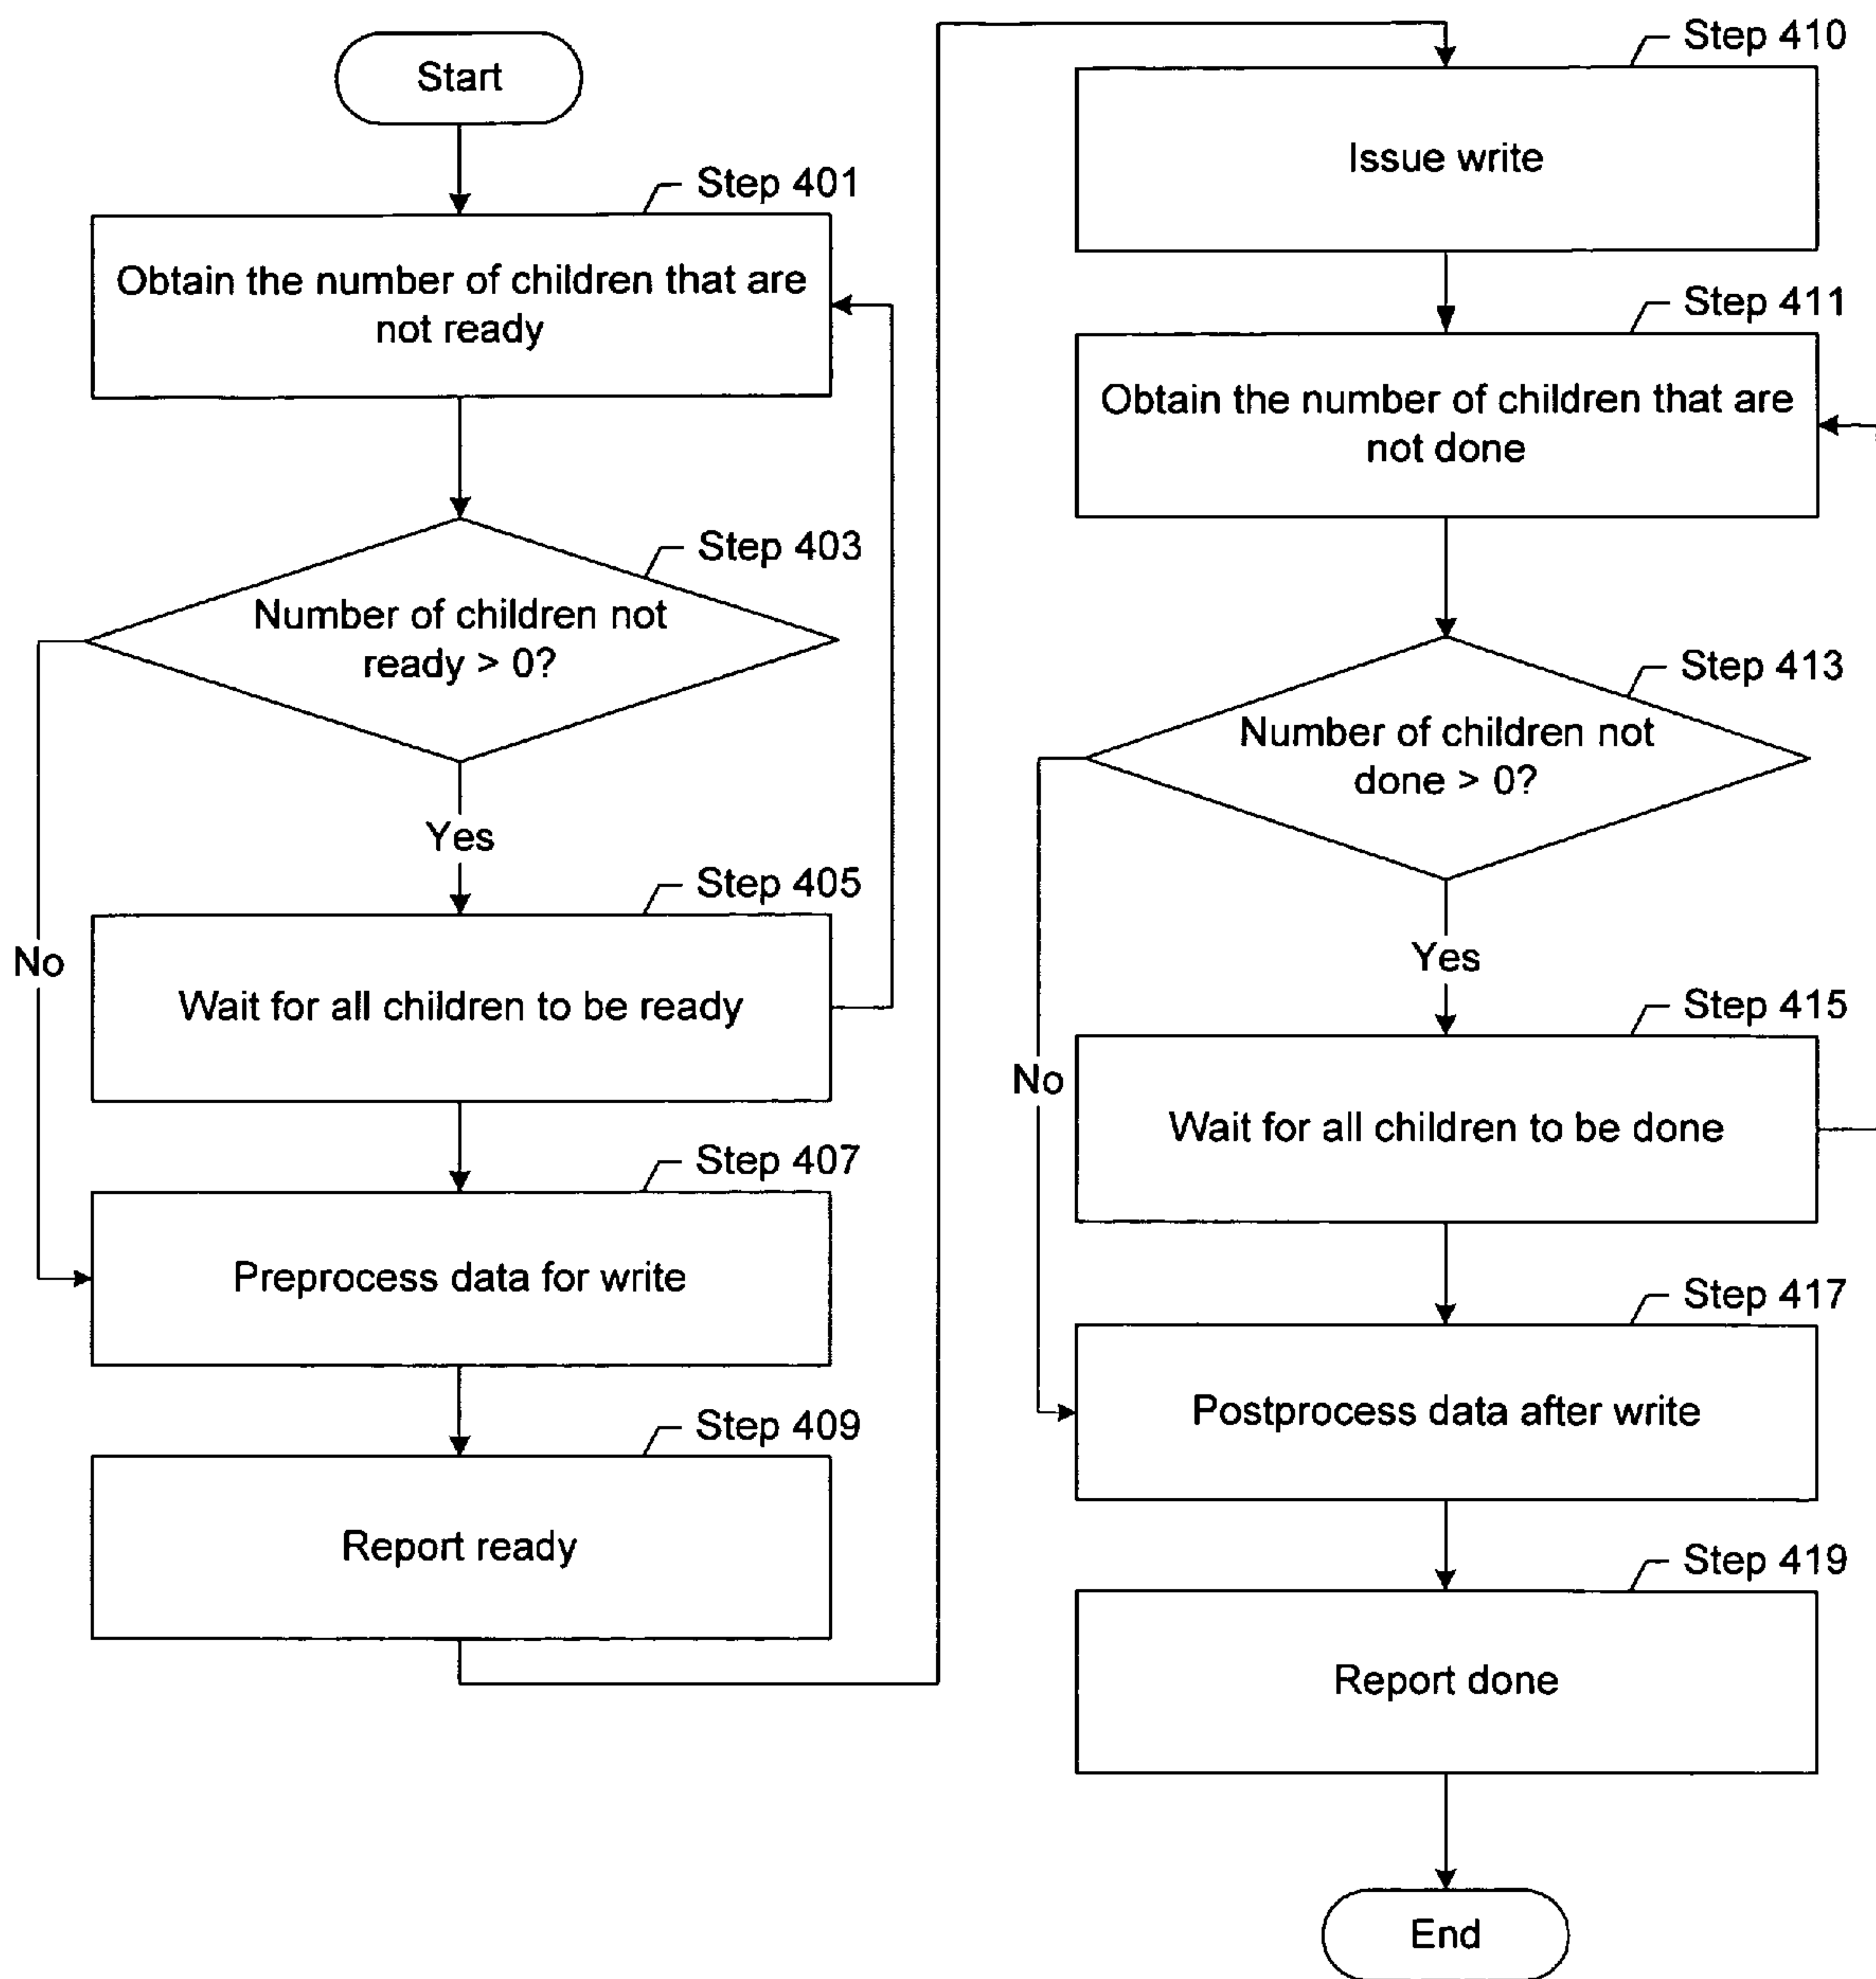 Start
Step 401
Obtain the number of children that are
not ready
Step 403
Number of children not
ready > 0?
Yes
No
Step 405
Wait for all children to be ready
Step 407
Preprocess data for write
Step 409
Report ready
Step 410
Issue write
Step 411
Obtain the number of children that are
not done
Step 413
Number of children not
done > 0?
Yes
No
Step 415
Wait for all children to be done
Step 417
Postprocess data after write
Step 419
Report done
End